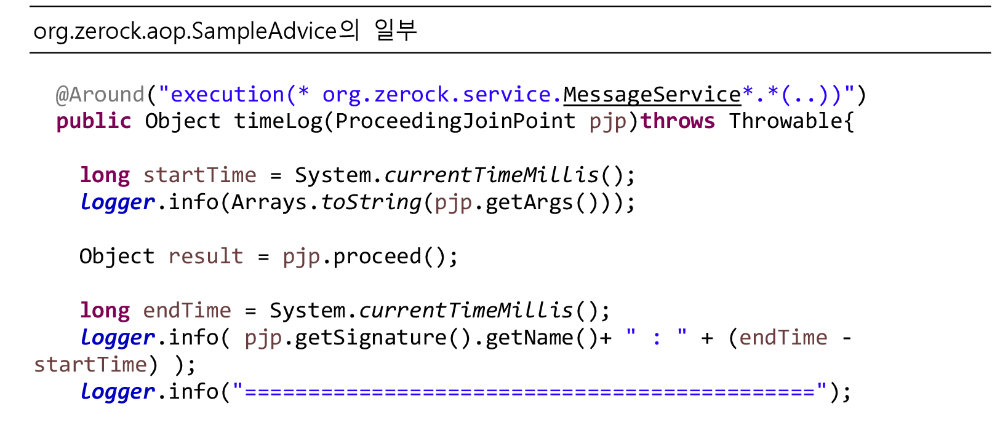 org.zerock.aop.SampleAdvice의 일부
@Around("execution(* org.zerock.service.MessageService*.*(..))")
public Object timeLog(ProceedingJoinPoint pjp)throws Throwable{
long startTime = System.currentTimeMillis();
logger.info(Arrays.toString(pjp.getArgs()));
Object result = pjp.proceed();
long endTime = System.currentTimeMillis();
logger.info( pjp.getSignature().getName()+ " : " + (endTime -
startTime) );
logger.info("=============================================");